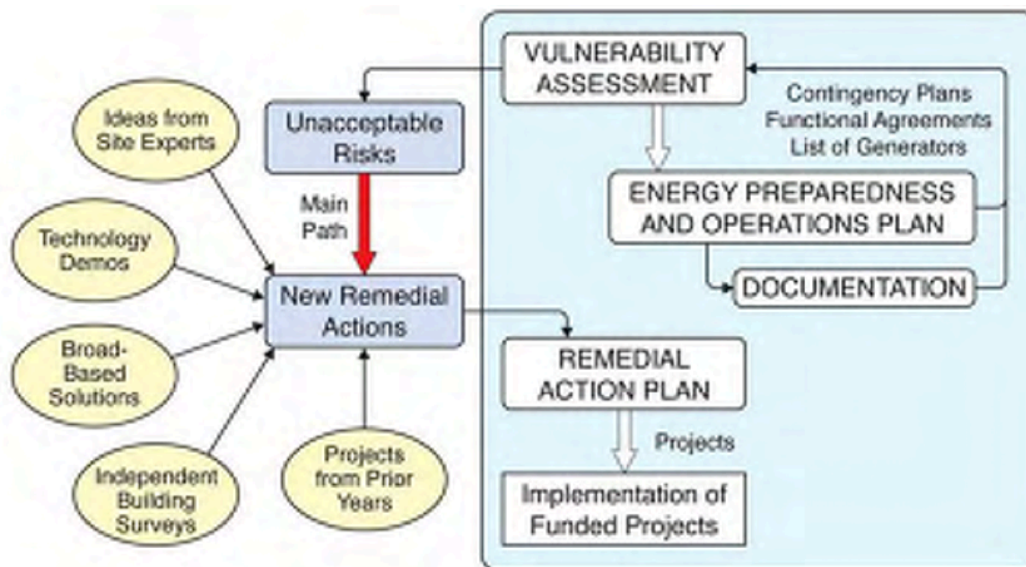 VULNERABILITY
ASSESSMENT
Contingency Plans
Functional Agreements
List of Generators
ENERGY PREPAREDNESS
AND OPERATIONS PLAN
DOCUMENTATION
Unacceptable
Risks
Main
Path
Ideas from
Site Experts
Technology
Demos
Broad-
Based
Solutions
Independent
Building
Surveys
Projects
from Prior
Years
New Remedial
Actions
REMEDIAL
ACTION PLAN
Projects
Implementation of
Funded Projects